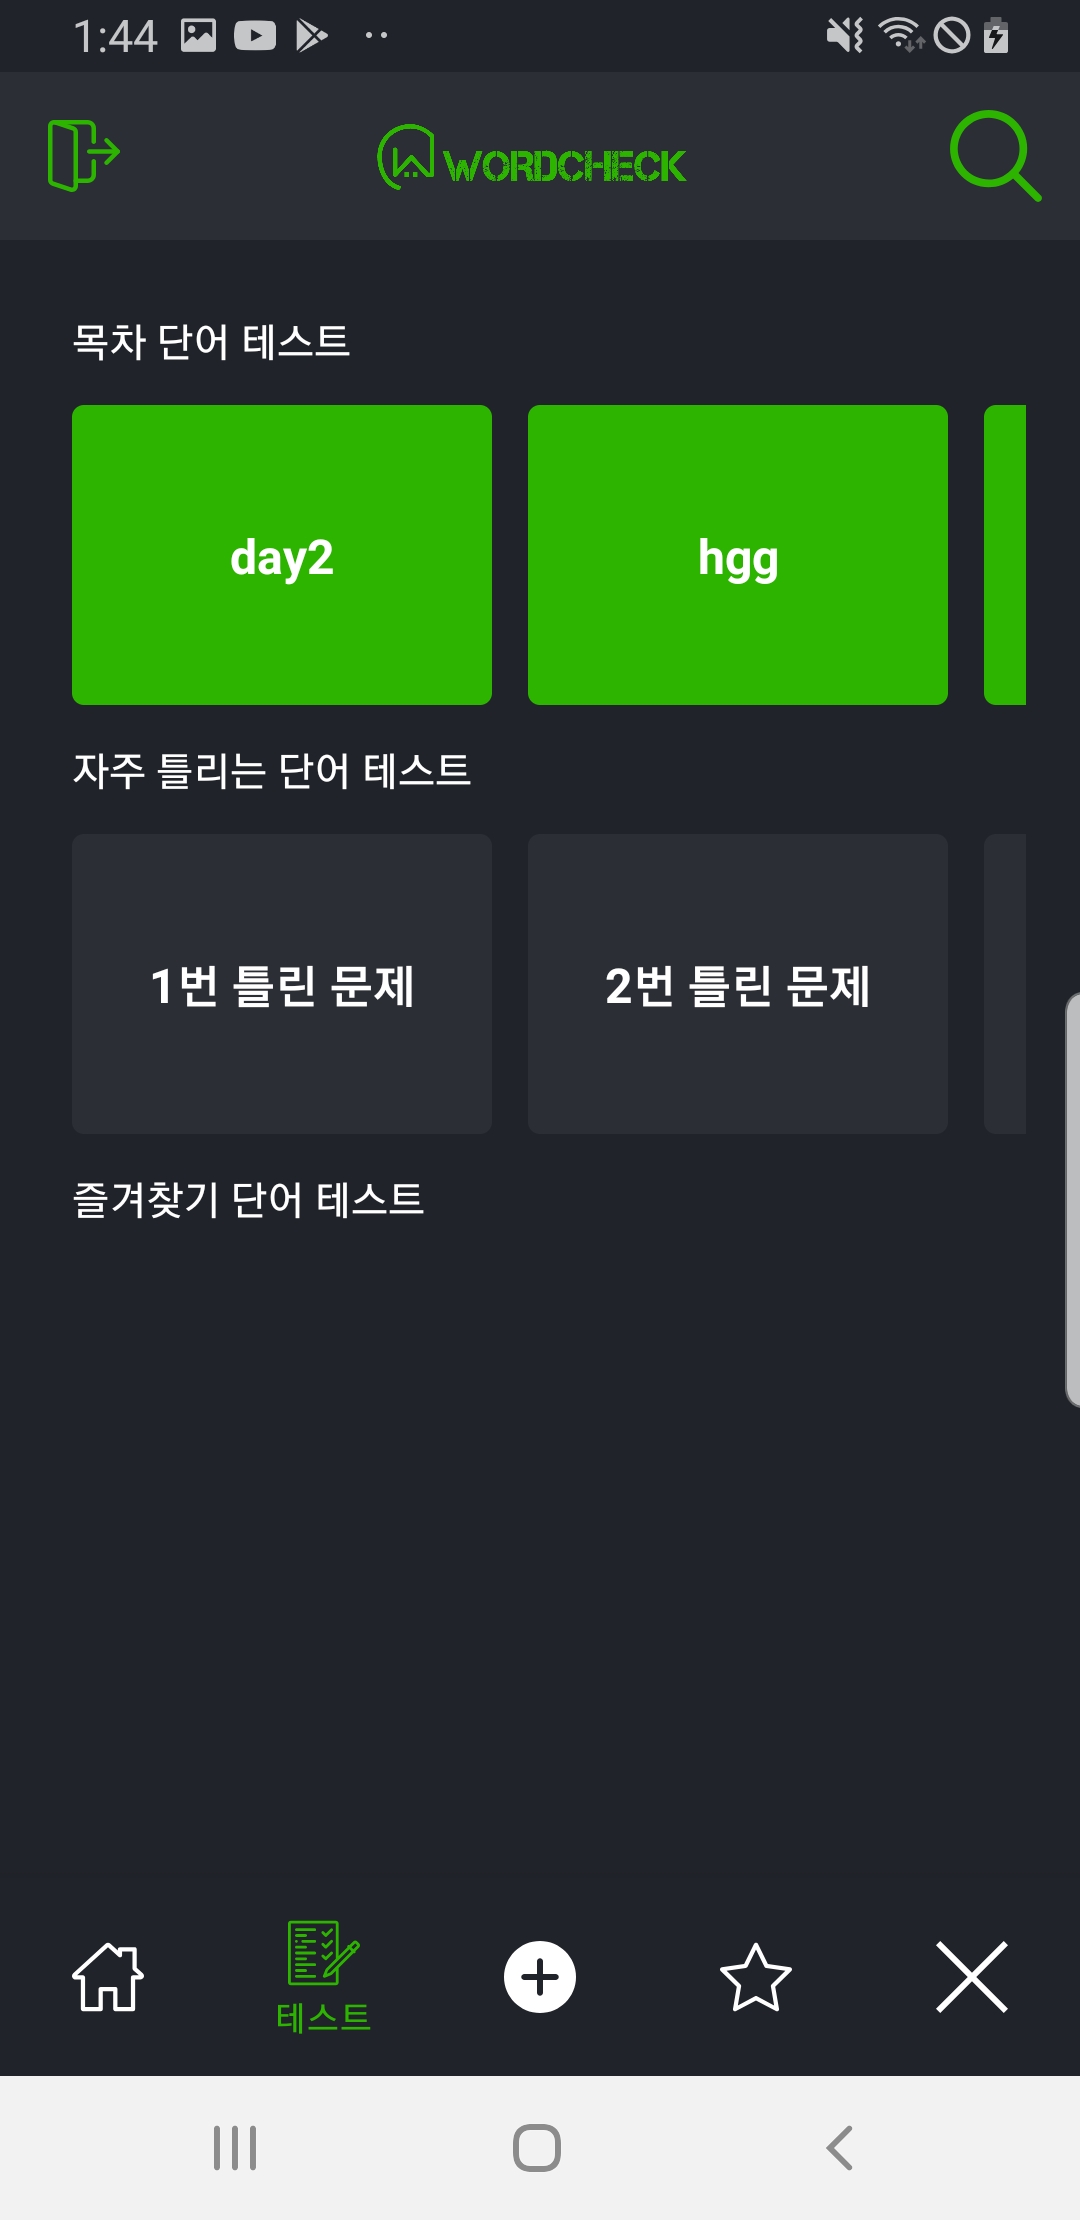 1:44
WORDCHECK
목차 단어 테스트
day2
hgg
자주 틀리는 단어 테스트
1번 틀린 문제
2번 틀린 문제
즐겨찾기 단어 테스트
테스트